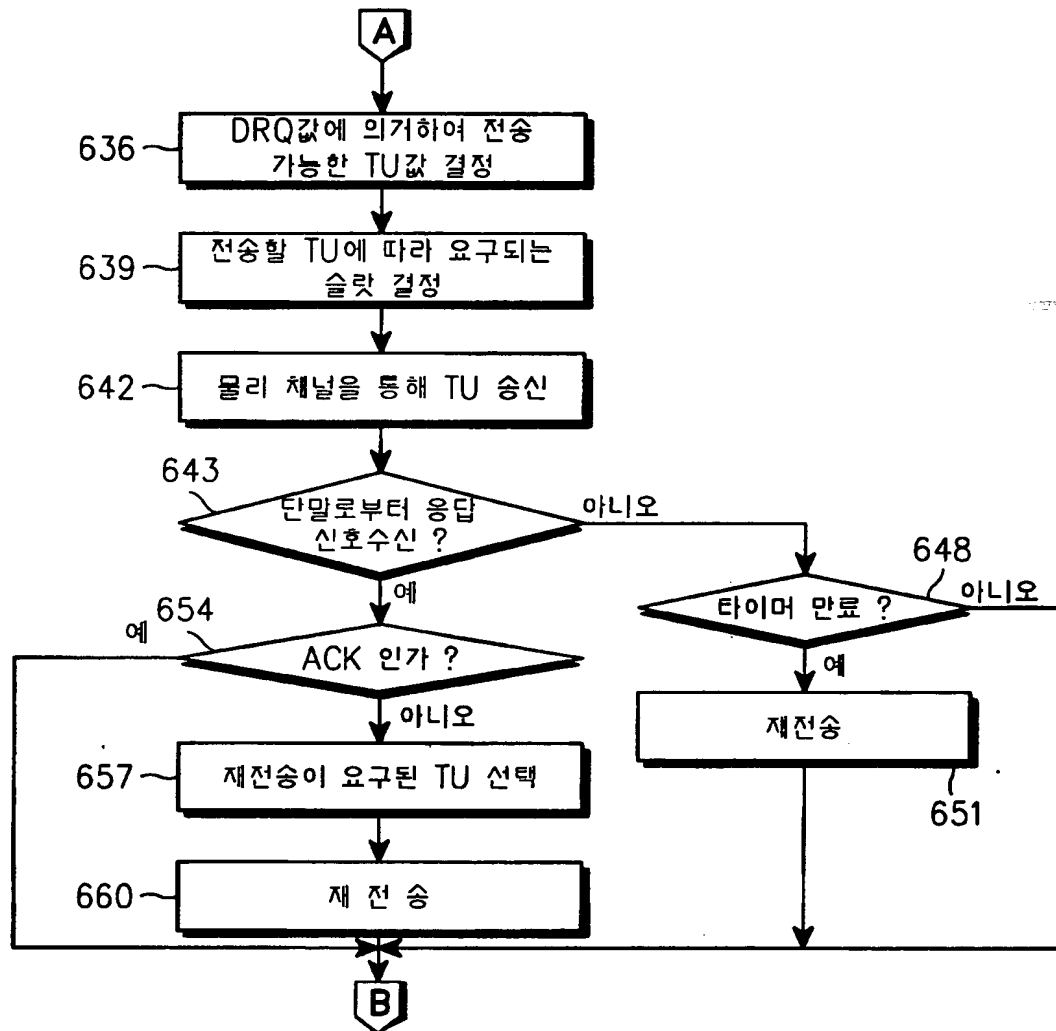 A
636
DRQ값에 의거하여 전송
가능한 TU값 결정
639
전송할 TU에 따라 요구되는
슬랏 결정
642
물리 채널을 통해 TU 송신
643
단말로부터 응답
신호수신 ?
아니오
예
648
타이머 만료 ?
아니오
예
654
ACK 인가 ?
예
아니오
재전송
651
657
재전송이 요구된 TU 선택
660
재 전 송
B